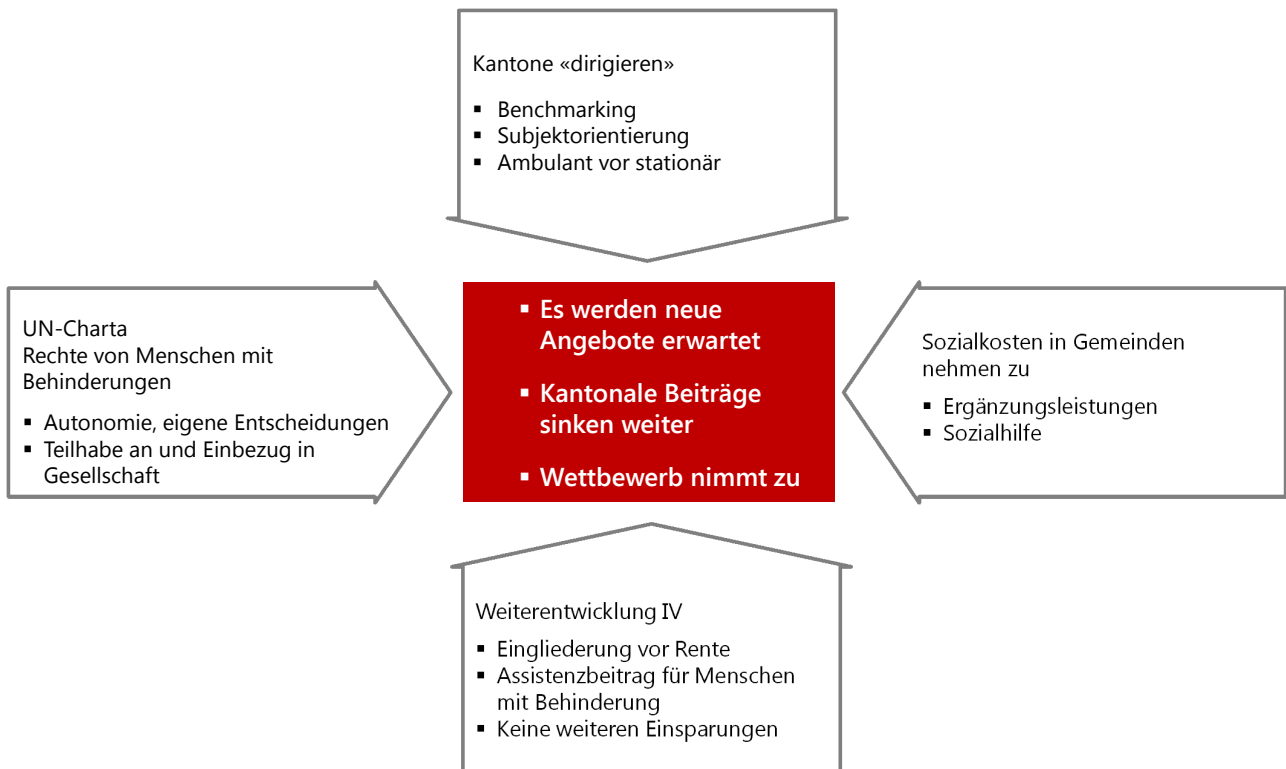 Kantone «dirigieren»
▪ Benchmarking
▪ Subjektorientierung
▪ Ambulant vor stationär
UN-Charta
Rechte von Menschen mit
Behinderungen
▪ Autonomie, eigene Entscheidungen
▪ Teilhabe an und Einbezug in
Gesellschaft
▪ Es werden neue
Angebote erwartet
▪ Kantonale Beiträge
sinken weiter
▪ Wettbewerb nimmt zu
Sozialkosten in Gemeinden
nehmen zu
▪ Ergänzungsleistungen
▪ Sozialhilfe
Weiterentwicklung IV
▪ Eingliederung vor Rente
▪ Assistenzbeitrag für Menschen
mit Behinderung
▪ Keine weiteren Einsparungen